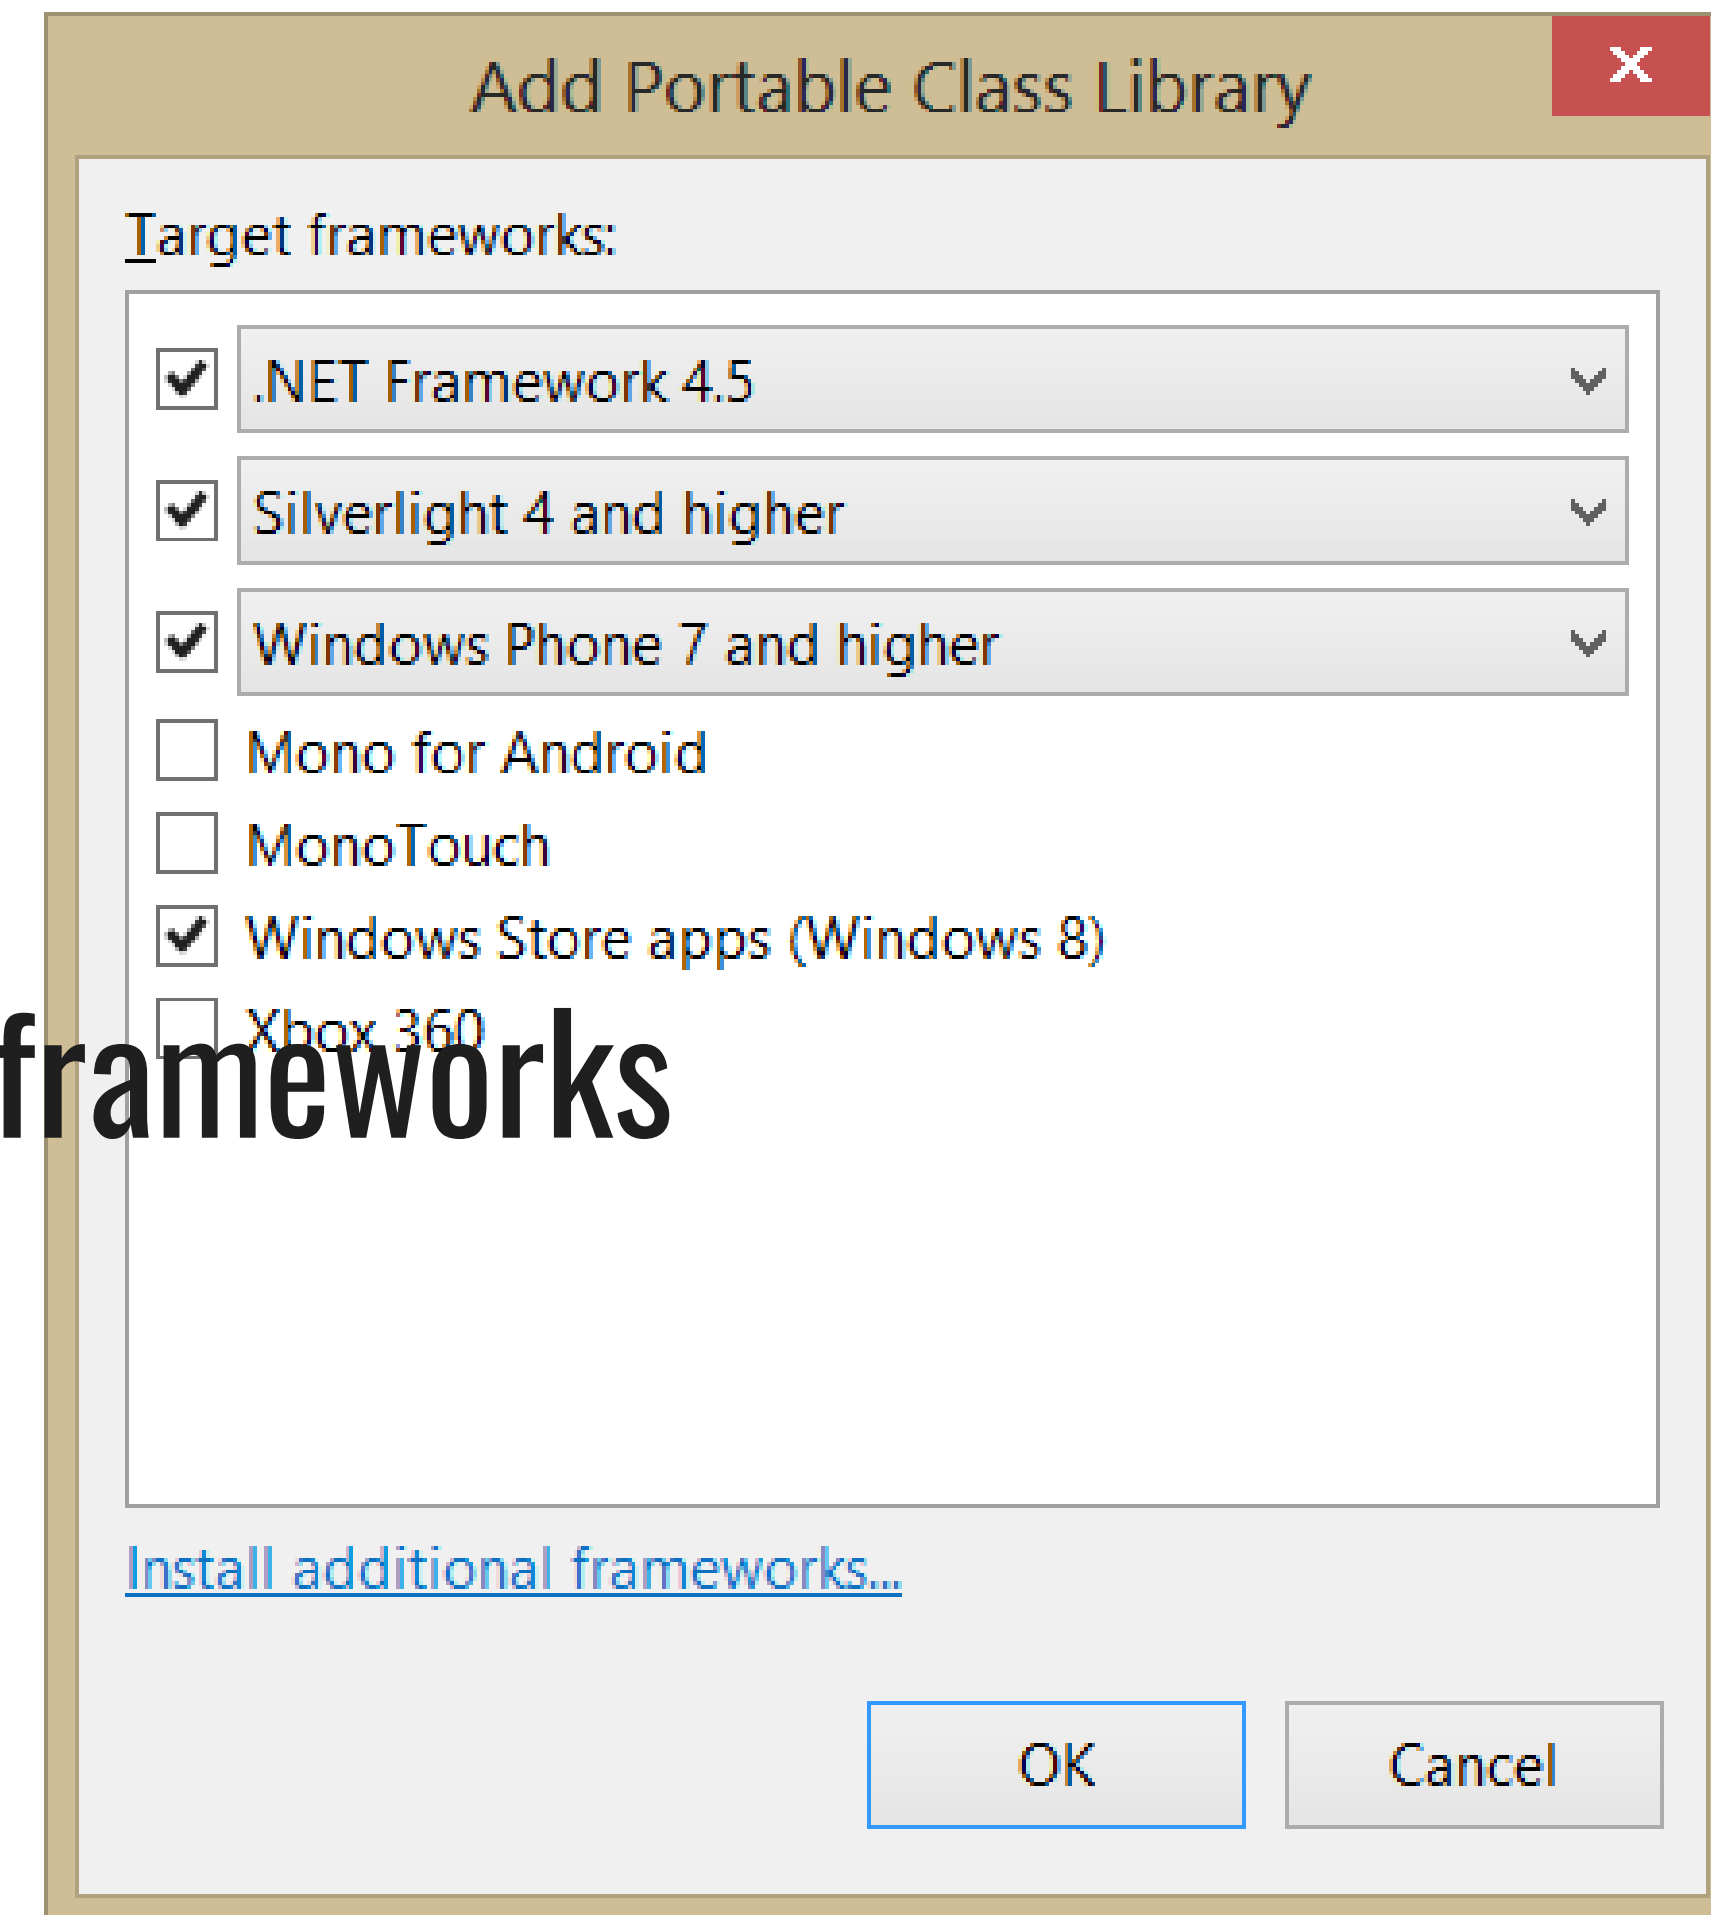 Add Portable Class Library
Target frameworks:
.NET Framework 4.5
Silverlight 4 and higher
Windows Phone 7 and higher
Mono for Android
MonoTouch
Windows Store apps (Windows 8)
Xbox 360
frameworks
Install additional frameworks...
OK
Cancel